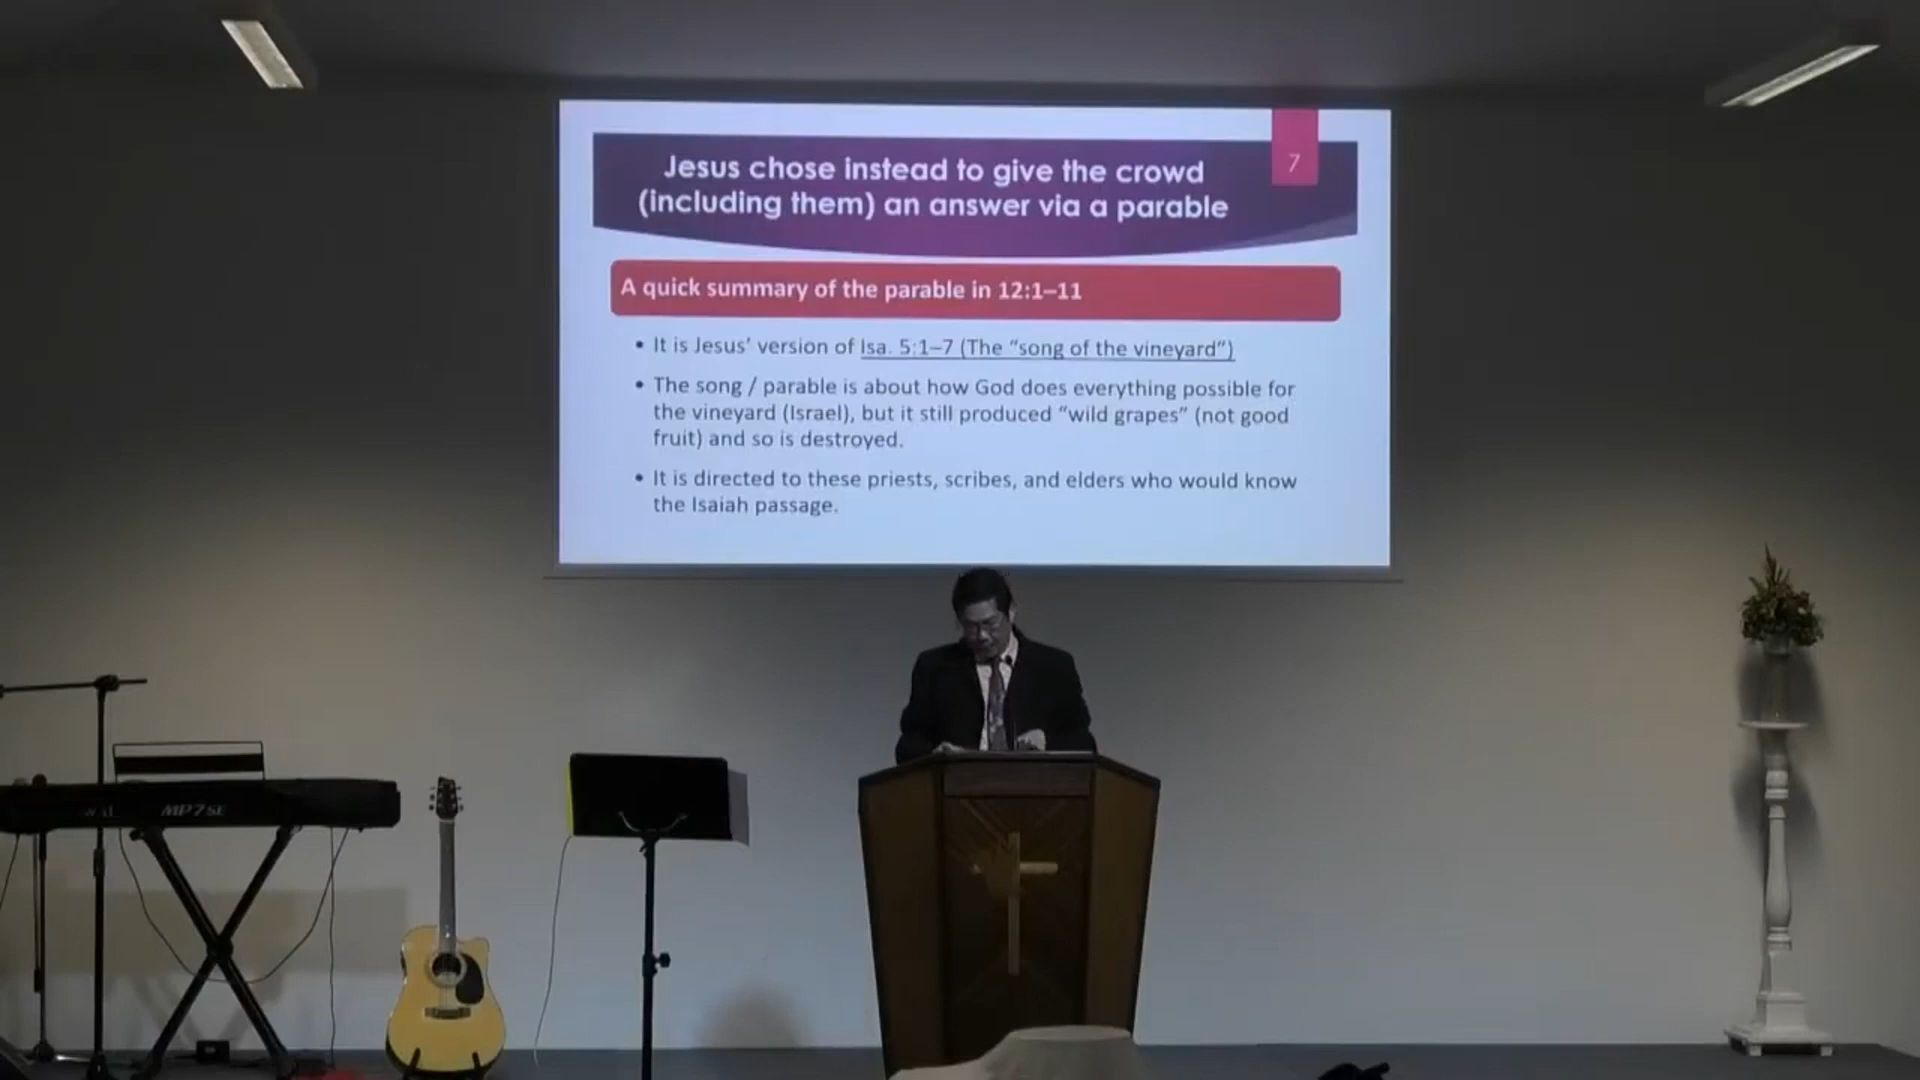 7
Jesus chose instead to give the crowd
(including them) an answer via a parable
A quick summary of the parable in 12:1–11
• It is Jesus’ version of Isa. 5:1–7 (The “song of the vineyard”)
• The song / parable is about how God does everything possible for
the vineyard (Israel), but it still produced “wild grapes” (not good
fruit) and so is destroyed.
• It is directed to these priests, scribes, and elders who would know
the Isaiah passage.
MP7SE